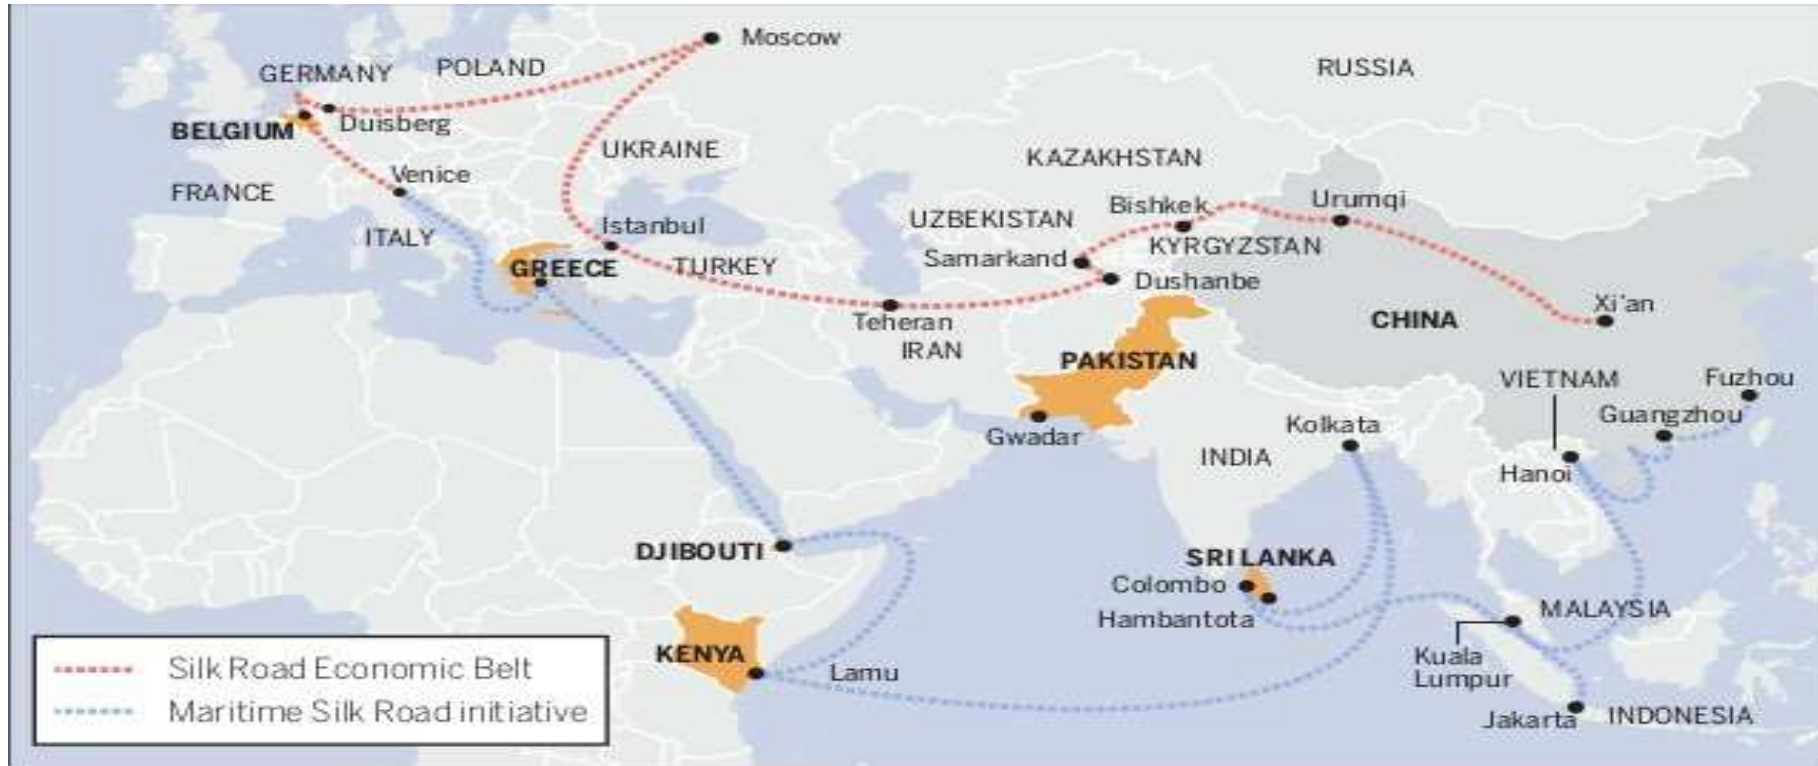 Moscow
GERMANY
POLAND
RUSSIA
BELGIUM
Duisberg
UKRAINE
KAZAKHSTAN
Venice
FRANCE
Bishkek
Urumqi
Istanbul
UZBEKISTAN
ITALY
KYRGYZSTAN
Samarkand
GREECE
TURKEY
Dushanbe
Xi'an
Teheran
CHINA
IRAN
PAKISTAN
VIETNAM
Fuzhou
Guangzhou
Gwadar
Kolkata
INDIA
Hanoi
DJIBOUTI
SRI LANKA
Colombo
Hambantota
MALAYSIA
KENYA
Lamu
Kuala
Lumpur
Jakarta
INDONESIA
Silk Road Economic Belt
Maritime Silk Road initiative